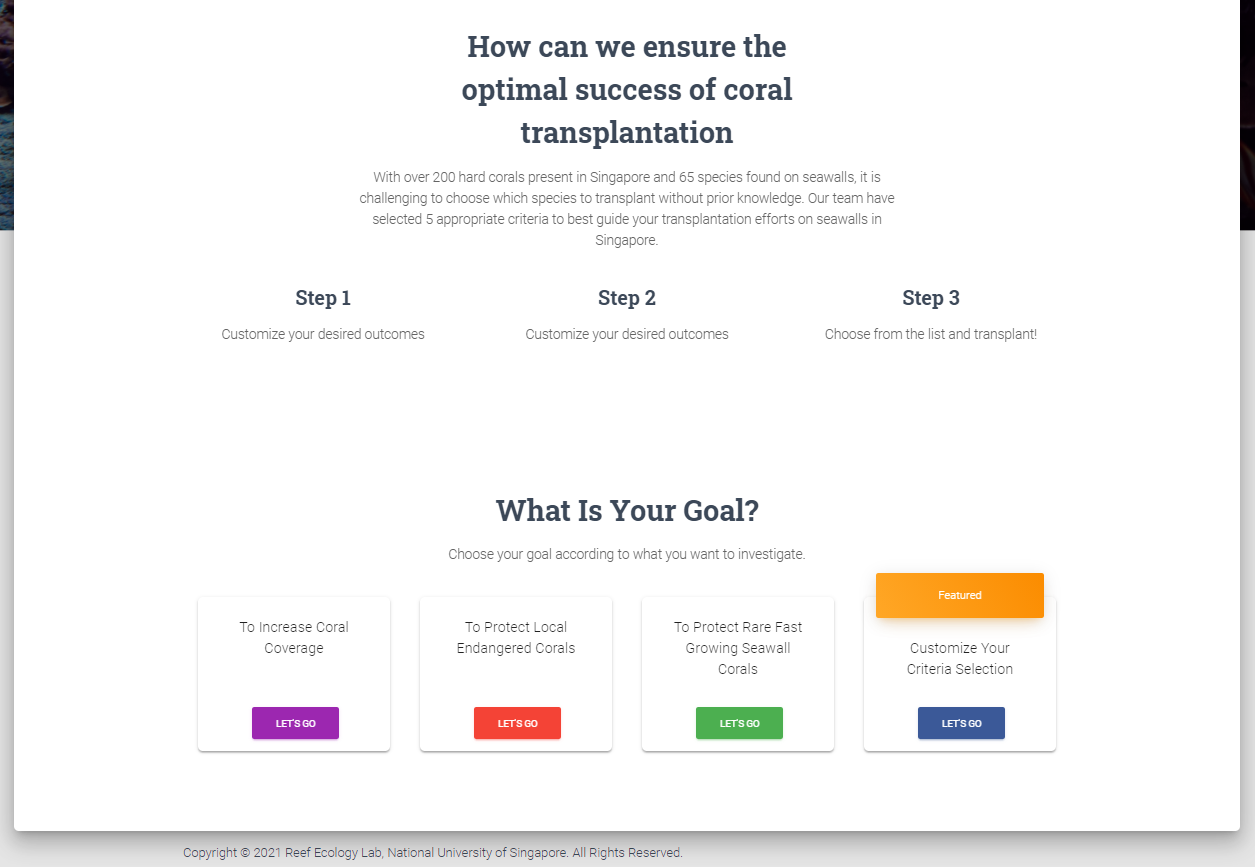 How can we ensure the
optimal success of coral
transplantation
With over 200 hard corals present in Singapore and 65 species found on seawalls, it is
challenging to choose which species to transplant without prior knowledge. Our team have
selected 5 appropriate criteria to best guide your transplantation efforts on seawalls in
Singapore.
Step 1
Customize your desired outcomes
Step 2
Customize your desired outcomes
Step 3
Choose from the list and transplant!
What Is Your Goal?
Choose your goal according to what you want to investigate.
To Increase Coral
Coverage
LET'S GO
To Protect Local
Endangered Corals
LET'S GO
To Protect Rare Fast
Growing Seawall
Corals
LET'S GO
Featured
Customize Your
Criteria Selection
LET'S GO
Copyright © 2021 Reef Ecology Lab, National University of Singapore. All Rights Reserved.